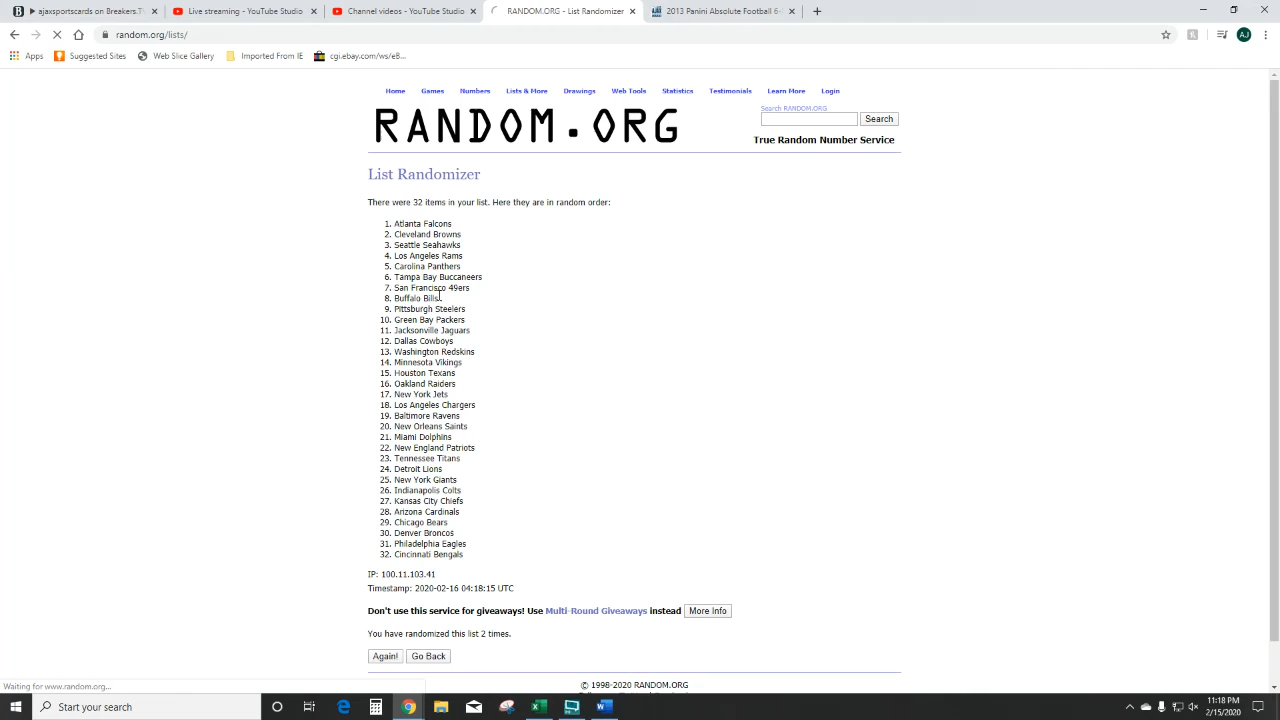 ajaxsportscards on Breakers.T
Live streaming - YouTube Studio
Channel videos - YouTube Studio
RANDOM.ORG - List Randomizer
2013 Panini Absolute Football 6-
random.org/lists/
AJ
Apps
Suggested Sites
Web Slice Gallery
Imported From IE
cgi.ebay.com/ws/eB...
Home Games Numbers Lists & More Drawings Web Tools Statistics Testimonials Learn More Login
RANDOM.ORG
Search RANDOM.ORG
Search
True Random Number Service
List Randomizer
There were 32 items in your list. Here they are in random order:
1. Atlanta Falcons
2. Cleveland Browns
3. Seattle Seahawks
4. Los Angeles Rams
5. Carolina Panthers
6. Tampa Bay Buccaneers
7. San Francisco 49ers
8. Buffalo Bills
9. Pittsburgh Steelers
10. Green Bay Packers
11. Jacksonville Jaguars
12. Dallas Cowboys
13. Washington Redskins
14. Minnesota Vikings
15. Houston Texans
16. Oakland Raiders
17. New York Jets
18. Los Angeles Chargers
19. Baltimore Ravens
20. New Orleans Saints
21. Miami Dolphins
22. New England Patriots
23. Tennessee Titans
24. Detroit Lions
25. New York Giants
26. Indianapolis Colts
27. Kansas City Chiefs
28. Arizona Cardinals
29. Chicago Bears
30. Denver Broncos
31. Philadelphia Eagles
32. Cincinnati Bengals
IP: 100.11.103.41
Timestamp: 2020-02-16 04:18:15 UTC
Don't use this service for giveaways! Use Multi-Round Giveaways instead More Info
You have randomized this list 2 times.
Again! Go Back
© 1998-2020 RANDOM.ORG
Waiting for www.random.org...
Start your search
11:18 PM
2/15/2020